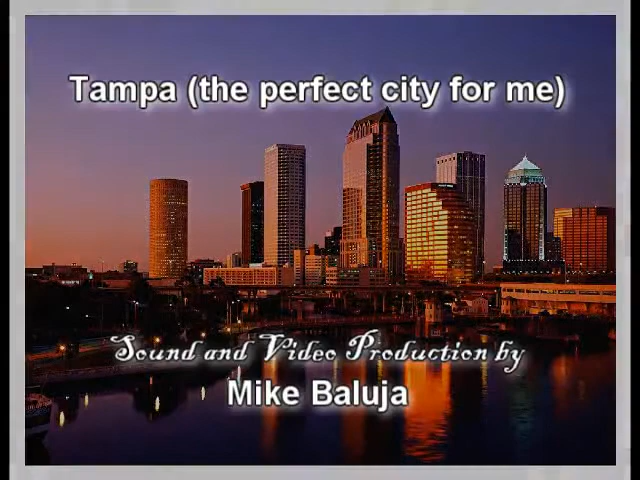 Tampa (the perfect city for me)
Sound and Video Production by
Mike Baluja